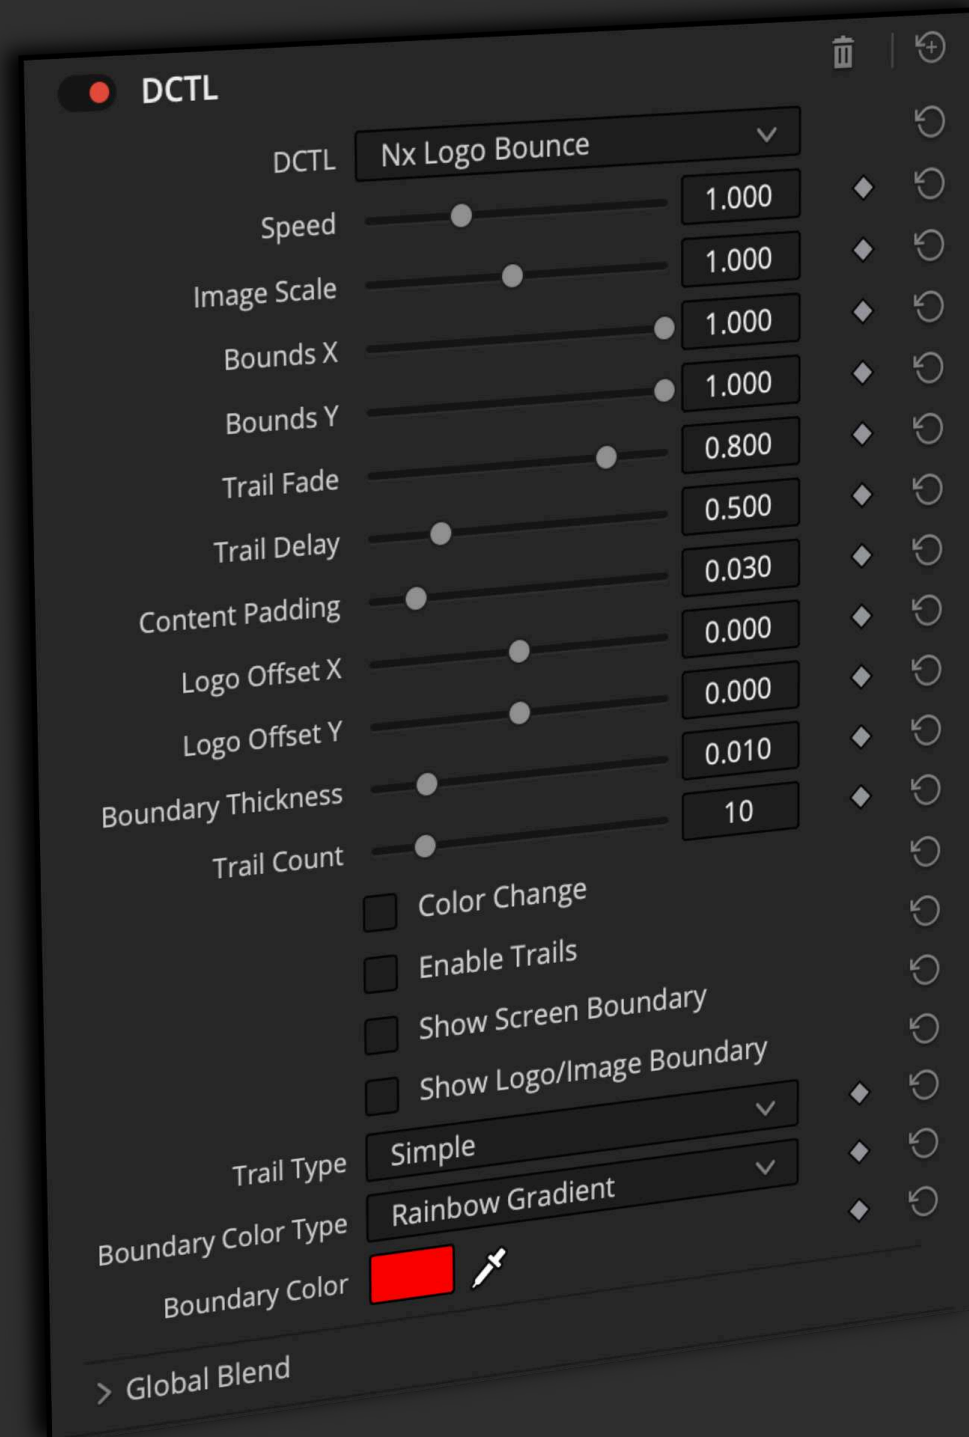 DCTL
DCTL Nx Logo Bounce
Speed 1.000
Image Scale 1.000
Bounds X 1.000
Bounds Y 1.000
Trail Fade 0.800
Trail Delay 0.500
Content Padding 0.030
Logo Offset X 0.000
Logo Offset Y 0.000
Boundary Thickness 0.010
Trail Count 10
Color Change
Enable Trails
Show Screen Boundary
Show Logo/Image Boundary
Trail Type Simple
Boundary Color Type Rainbow Gradient
Boundary Color
Global Blend